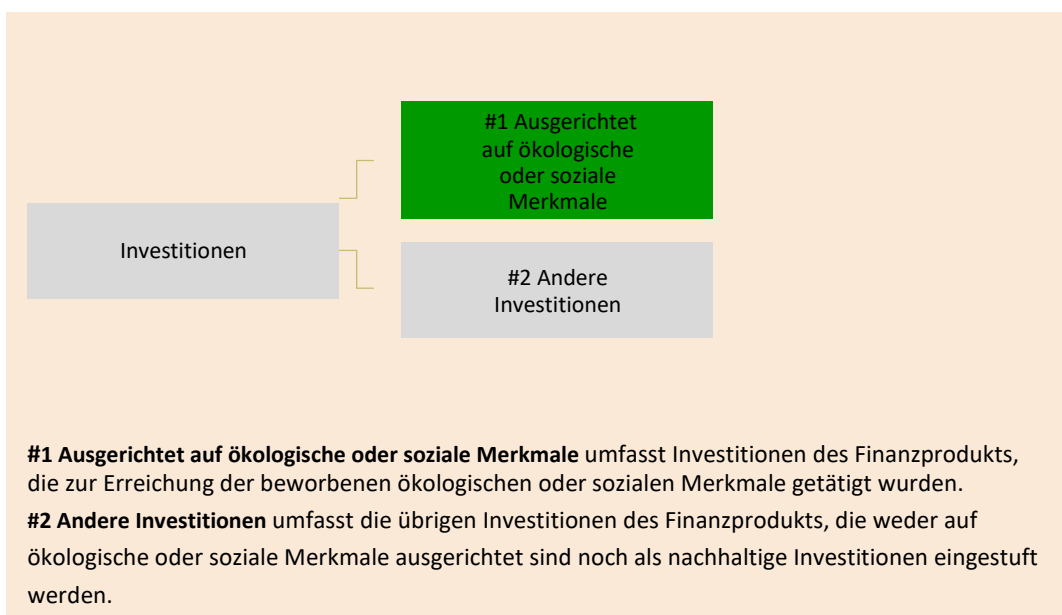 #1 Ausgerichtet
auf ökologische
oder soziale
Merkmale
Investitionen
#2 Andere
Investitionen
#1 Ausgerichtet auf ökologische oder soziale Merkmale umfasst Investitionen des Finanzprodukts,
die zur Erreichung der beworbenen ökologischen oder sozialen Merkmale getätigt wurden.
#2 Andere Investitionen umfasst die übrigen Investitionen des Finanzprodukts, die weder auf
ökologische oder soziale Merkmale ausgerichtet sind noch als nachhaltige Investitionen eingestuft
werden.